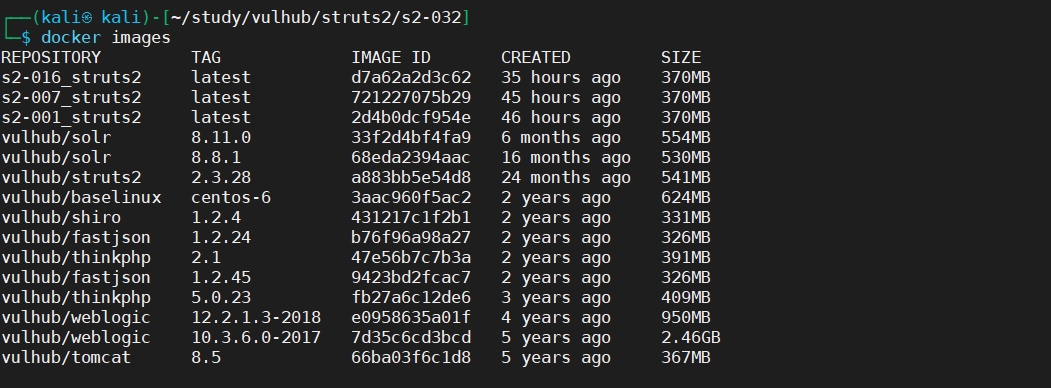 ┌──(kali㉿ kali)-[~/study/vulhub/struts2/s2-032]
└─$ docker images
REPOSITORY         TAG             IMAGE ID       CREATED         SIZE
s2-016_struts2     latest          d7a62a2d3c62   35 hours ago    370MB
s2-007_struts2     latest          721227075b29   45 hours ago    370MB
s2-001_struts2     latest          2d4b0dcf954e   46 hours ago    370MB
vulhub/solr        8.11.0          33f2d4bf4fa9   6 months ago    554MB
vulhub/solr        8.8.1           68eda2394aac   16 months ago   530MB
vulhub/struts2     2.3.28          a883bb5e54d8   24 months ago   541MB
vulhub/baselinux   centos-6        3aac960f5ac2   2 years ago     624MB
vulhub/shiro       1.2.4           431217c1f2b1   2 years ago     331MB
vulhub/fastjson    1.2.24          b76f96a98a27   2 years ago     326MB
vulhub/thinkphp    2.1             47e56b7c7b3a   2 years ago     391MB
vulhub/fastjson    1.2.45          9423bd2fcac7   2 years ago     326MB
vulhub/thinkphp    5.0.23          fb27a6c12de6   3 years ago     409MB
vulhub/weblogic    12.2.1.3-2018   e0958635a01f   4 years ago     950MB
vulhub/weblogic    10.3.6.0-2017   7d35c6cd3bcd   5 years ago     2.46GB
vulhub/tomcat      8.5             66ba03f6c1d8   5 years ago     367MB